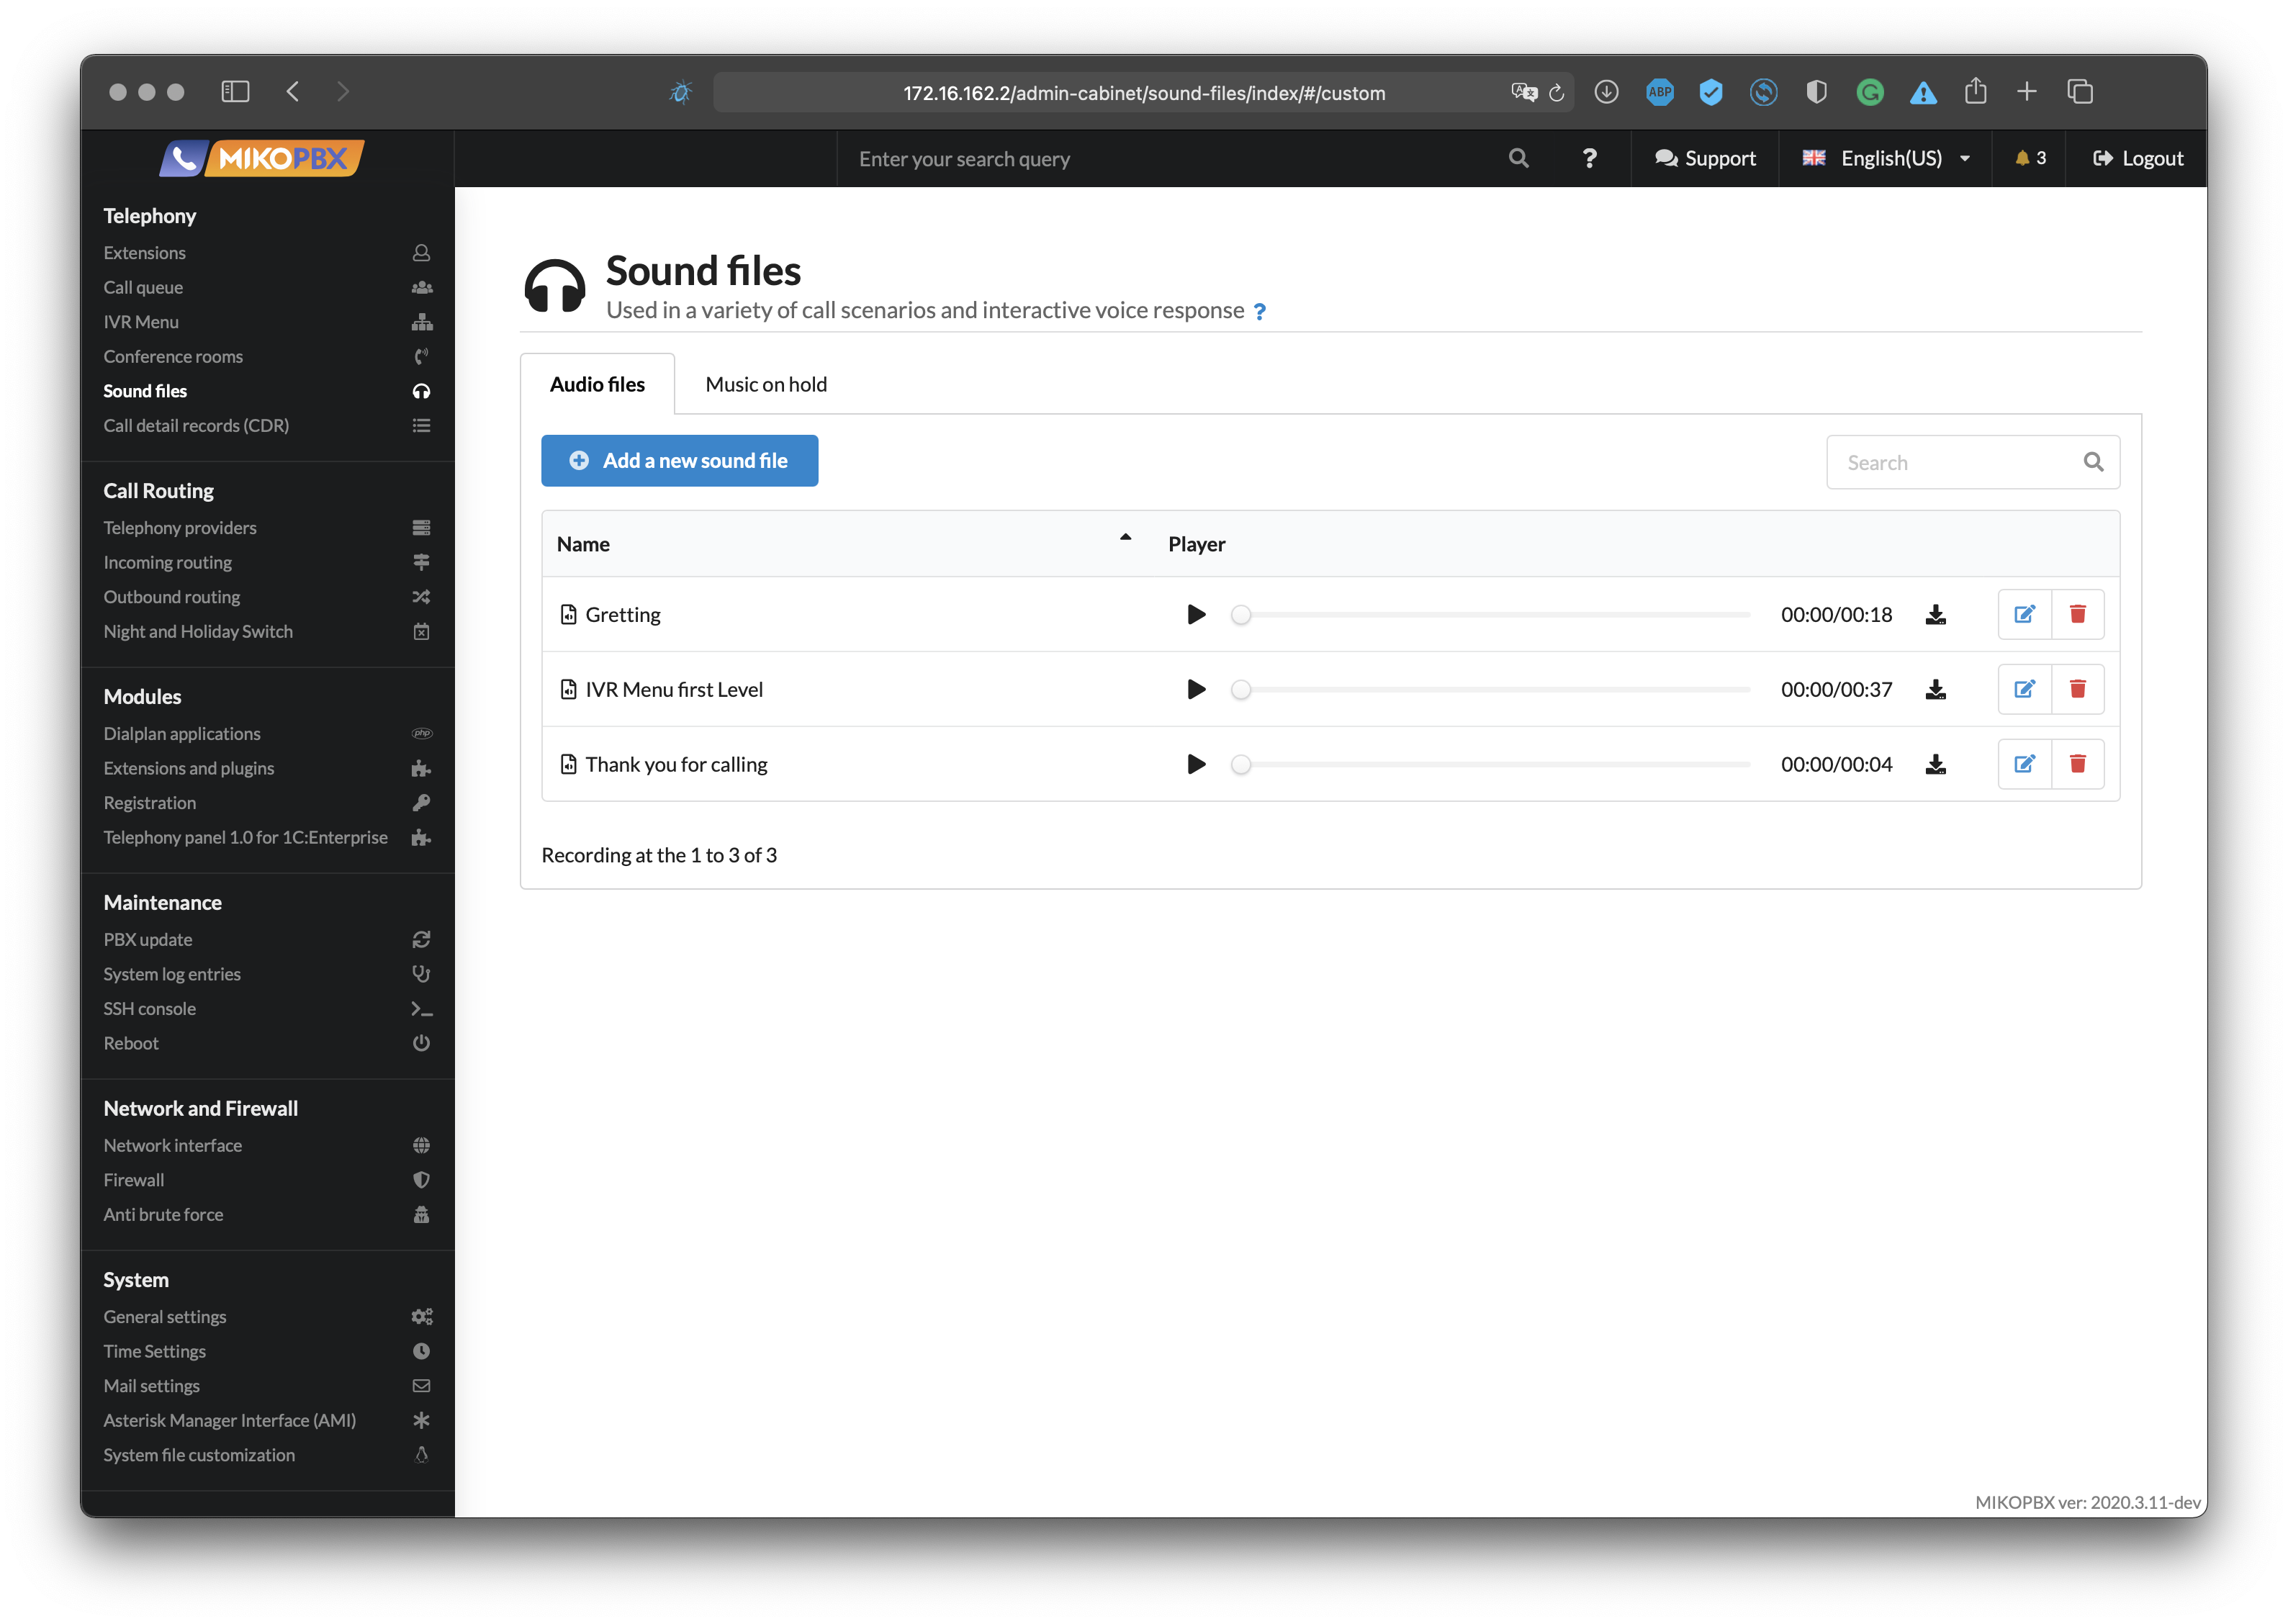 172.16.162.2/admin-cabinet/sound-files/index/#/custom
ABP
MIKOPBX
Enter your search query
?
Support
English(US)
3
Logout
Telephony
Extensions
Call queue
IVR Menu
Conference rooms
Sound files
Call detail records (CDR)
Call Routing
Telephony providers
Incoming routing
Outbound routing
Night and Holiday Switch
Modules
Dialplan applications
php
Extensions and plugins
Registration
Telephony panel 1.0 for 1C:Enterprise
Maintenance
PBX update
System log entries
SSH console
Reboot
Network and Firewall
Network interface
Firewall
Anti brute force
System
General settings
Time Settings
Mail settings
Asterisk Manager Interface (AMI)
System file customization
Sound files
Used in a variety of call scenarios and interactive voice response ?
Audio files
Music on hold
Add a new sound file
Search
Name
Player
Gretting
00:00/00:18
IVR Menu first Level
00:00/00:37
Thank you for calling
00:00/00:04
Recording at the 1 to 3 of 3
MIKOPBX ver: 2020.3.11-dev